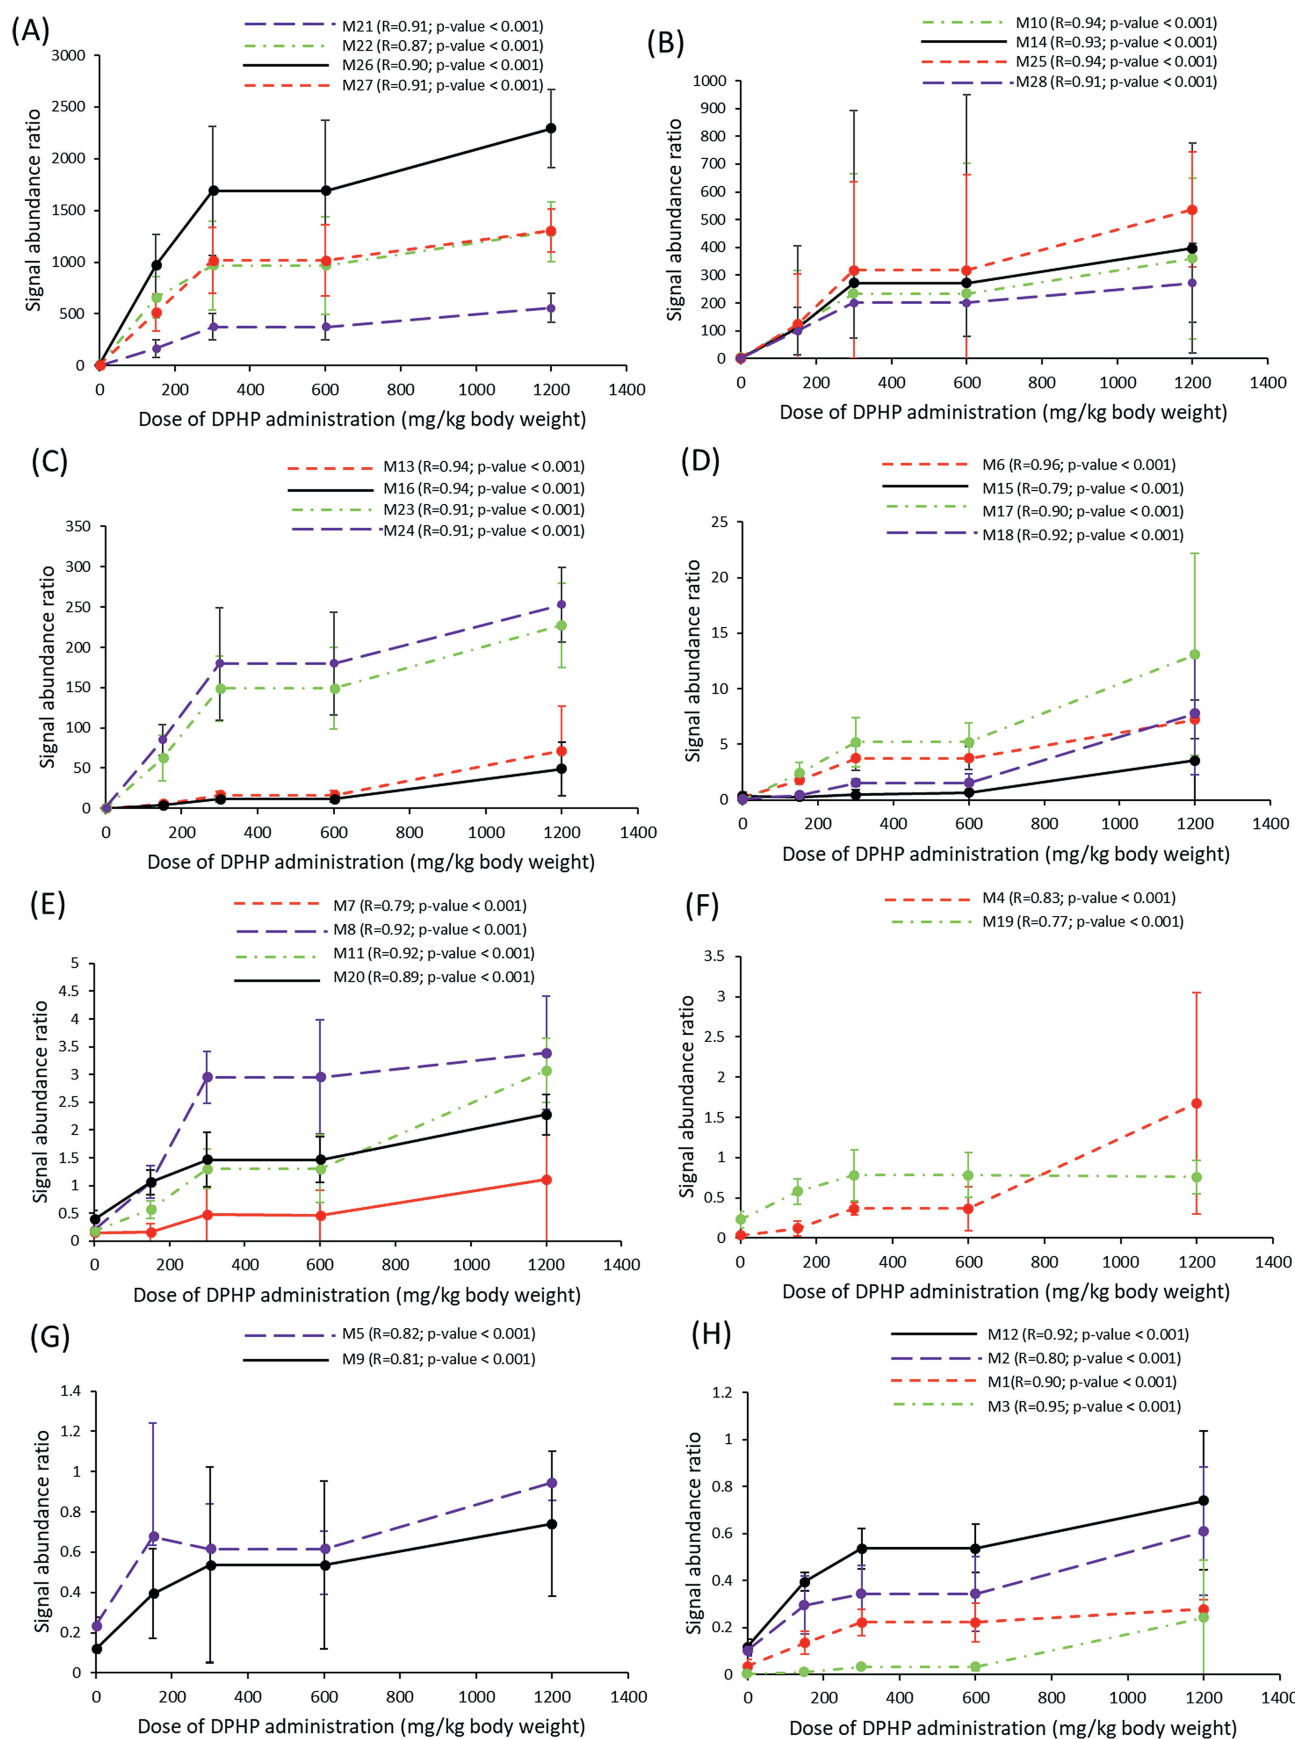 (A)
M21 (R=0.91; p-value < 0.001)
M22 (R=0.87; p-value < 0.001)
M26 (R=0.90; p-value < 0.001)
M27 (R=0.91; p-value < 0.001)
Signal abundance ratio
3000
2500
2000
1500
1000
500
0
0 200 400 600 800 1000 1200 1400
Dose of DPHP administration (mg/kg body weight)
(B)
M10 (R=0.94; p-value < 0.001)
M14 (R=0.93; p-value < 0.001)
M25 (R=0.94; p-value < 0.001)
M28 (R=0.91; p-value < 0.001)
Signal abundance ratio
1000
900
800
700
600
500
400
300
200
100
0
0 200 400 600 800 1000 1200 1400
Dose of DPHP administration (mg/kg body weight)
(C)
M13 (R=0.94; p-value < 0.001)
M16 (R=0.94; p-value < 0.001)
M23 (R=0.91; p-value < 0.001)
M24 (R=0.91; p-value < 0.001)
Signal abundance ratio
350
300
250
200
150
100
50
0
0 200 400 600 800 1000 1200 1400
Dose of DPHP administration (mg/kg body weight)
(D)
M6 (R=0.96; p-value < 0.001)
M15 (R=0.79; p-value < 0.001)
M17 (R=0.90; p-value < 0.001)
M18 (R=0.92; p-value < 0.001)
Signal abundance ratio
25
20
15
10
5
0
0 200 400 600 800 1000 1200 1400
Dose of DPHP administration (mg/kg body weight)
(E)
M7 (R=0.79; p-value < 0.001)
M8 (R=0.92; p-value < 0.001)
M11 (R=0.92; p-value < 0.001)
M20 (R=0.89; p-value < 0.001)
Signal abundance ratio
5
4.5
4
3.5
3
2.5
2
1.5
1
0.5
0
0 200 400 600 800 1000 1200 1400
Dose of DPHP administration (mg/kg body weight)
(F)
M4 (R=0.83; p-value < 0.001)
M19 (R=0.77; p-value < 0.001)
Signal abundance ratio
3.5
3
2.5
2
1.5
1
0.5
0
0 200 400 600 800 1000 1200 1400
Dose of DPHP administration (mg/kg body weight)
(G)
M5 (R=0.82; p-value < 0.001)
M9 (R=0.81; p-value < 0.001)
Signal abundance ratio
1.4
1.2
1
0.8
0.6
0.4
0.2
0
0 200 400 600 800 1000 1200 1400
Dose of DPHP administration (mg/kg body weight)
(H)
M12 (R=0.92; p-value < 0.001)
M2 (R=0.80; p-value < 0.001)
M1(R=0.90; p-value < 0.001)
M3 (R=0.95; p-value < 0.001)
Signal abundance ratio
1.2
1
0.8
0.6
0.4
0.2
0
0 200 400 600 800 1000 1200 1400
Dose of DPHP administration (mg/kg body weight)